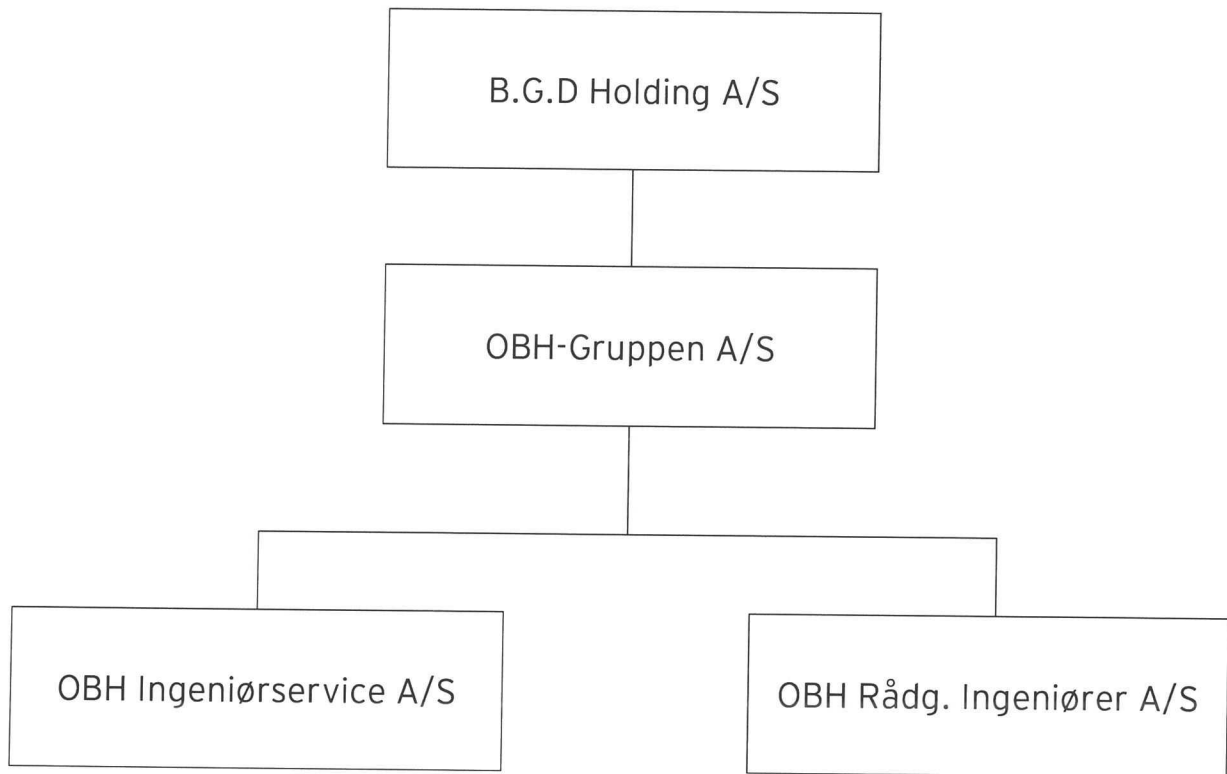 B.G.D Holding A/S
OBH-Gruppen A/S
OBH Ingeniørservice A/S
OBH Rådg. Ingeniører A/S